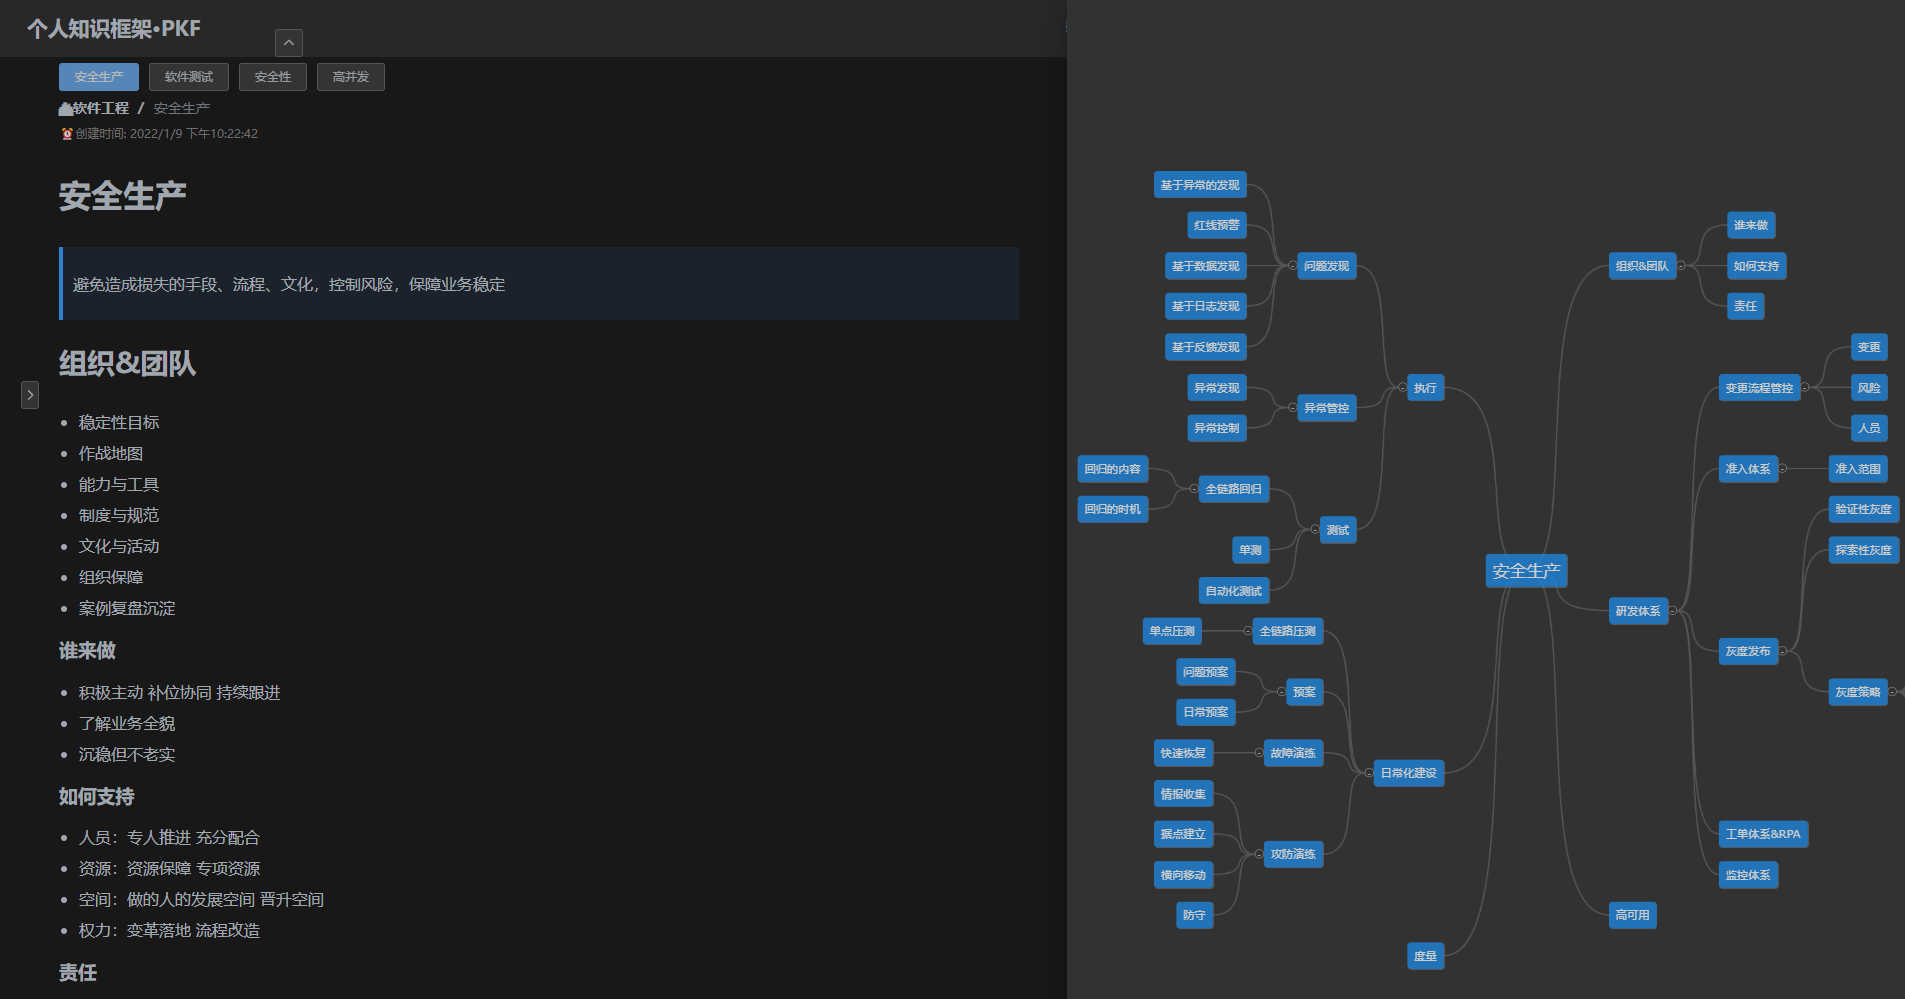 个人知识框架•PKF
安全生产
软件测试
安全性
高并发
软件工程 / 安全生产
创建时间: 2022/1/9 下午10:22:42
安全生产
避免造成损失的手段、流程、文化，控制风险，保障业务稳定
组织&团队
稳定性目标
作战地图
能力与工具
制度与规范
文化与活动
组织保障
案例复盘沉淀
谁来做
积极主动 补位协同 持续跟进
了解业务全貌
沉稳但不老实
如何支持
人员：专人推进 充分配合
资源：资源保障 专项资源
空间：做的人的发展空间 晋升空间
权力：变革落地 流程改造
责任
基于异常的发现
红线预警
基于数据发现
基于日志发现
基于反馈发现
问题发现
异常发现
异常控制
异常管控
执行
回归的内容
回归的时机
全链路回归
单测
自动化测试
测试
单点压测
全链路压测
问题预案
日常预案
预案
快速恢复
故障演练
日常化建设
情报收集
据点建立
横向移动
防守
攻防演练
度量
安全生产
组织&团队
谁来做
如何支持
责任
研发体系
变更流程管控
变更
风险
人员
准入体系
准入范围
灰度发布
验证性灰度
探索性灰度
灰度策略
工单体系&RPA
监控体系
高可用